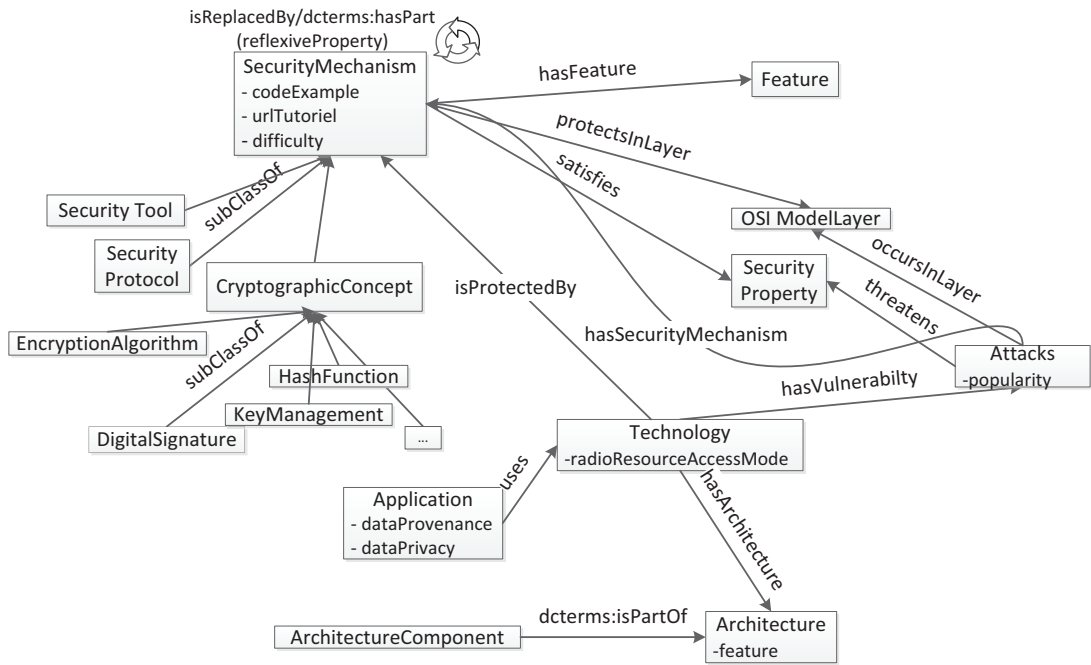 isReplacedBy/dcterms:hasPart
(reflexiveProperty)
SecurityMechanism
- codeExample
- urlTutoriel
- difficulty
hasFeature
Feature
protectsInLayer
satisfies
subClassOf
Security Tool
OSI ModelLayer
Security
Protocol
Security
Property
occursInLayer
threatens
CryptographicConcept
isProtectedBy
hasSecurityMechanism
EncryptionAlgorithm
subClassOf
HashFunction
Attacks
-popularity
hasVulnerabilty
KeyManagement
DigitalSignature
...
Technology
-radioResourceAccessMode
uses
hasArchitecture
Application
- dataProvenance
- dataPrivacy
dcterms:isPartOf
ArchitectureComponent
Architecture
-feature